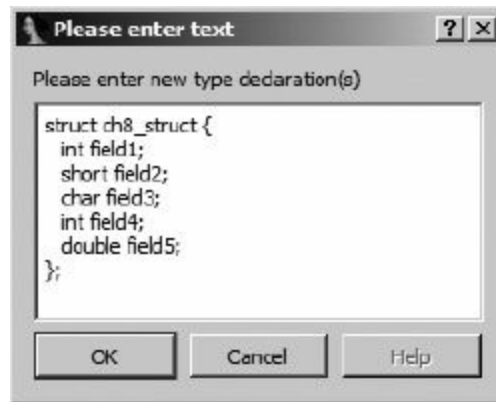 Please enter text
Please enter new type declaration(s)
struct ch8_struct {
int field1;
short field2;
char field3;
int field4;
double field5;
};
OK Cancel Help